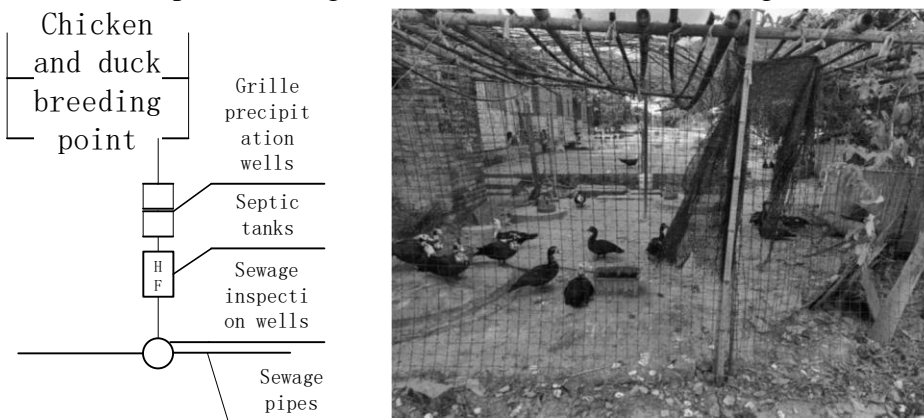 Chicken
and duck
breeding
point
Grille
precipit
ation
wells
Septic
tanks
H
F
Sewage
inspecti
on wells
Sewage
pipes